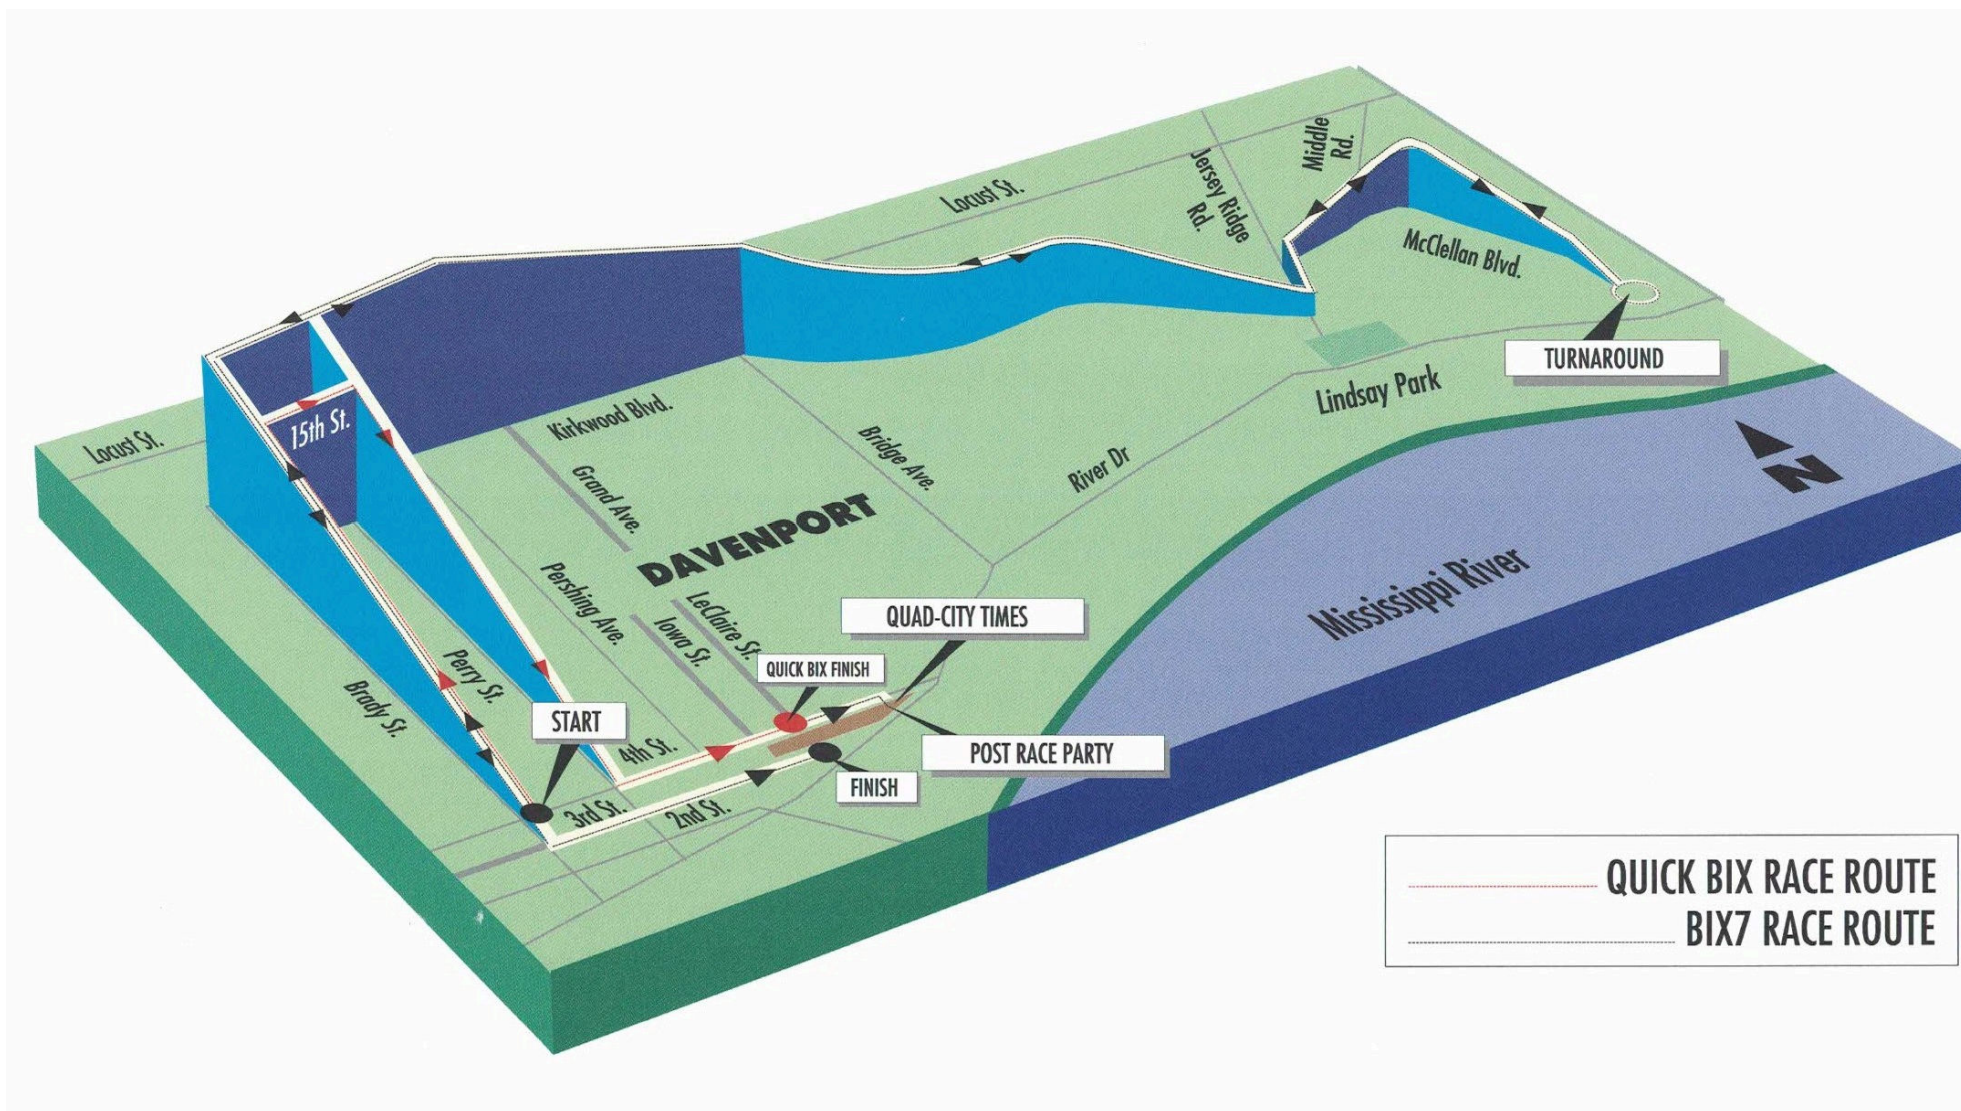 Locust St.
Jersey Ridge
Rd.
Middle
Rd.
McClellan Blvd.
TURNAROUND
Lindsay Park
15th St.
Locust St.
Kirkwood Blvd.
Grand Ave.
Bridge Ave.
River Dr
N
DAVENPORT
Mississippi River
Pershing Ave.
LeClaire St.
Iowa St.
QUAD-CITY TIMES
QUICK BIX FINISH
Perry St.
Brady St.
START
4th St.
POST RACE PARTY
FINISH
3rd St.
2nd St.
QUICK BIX RACE ROUTE
BIX7 RACE ROUTE